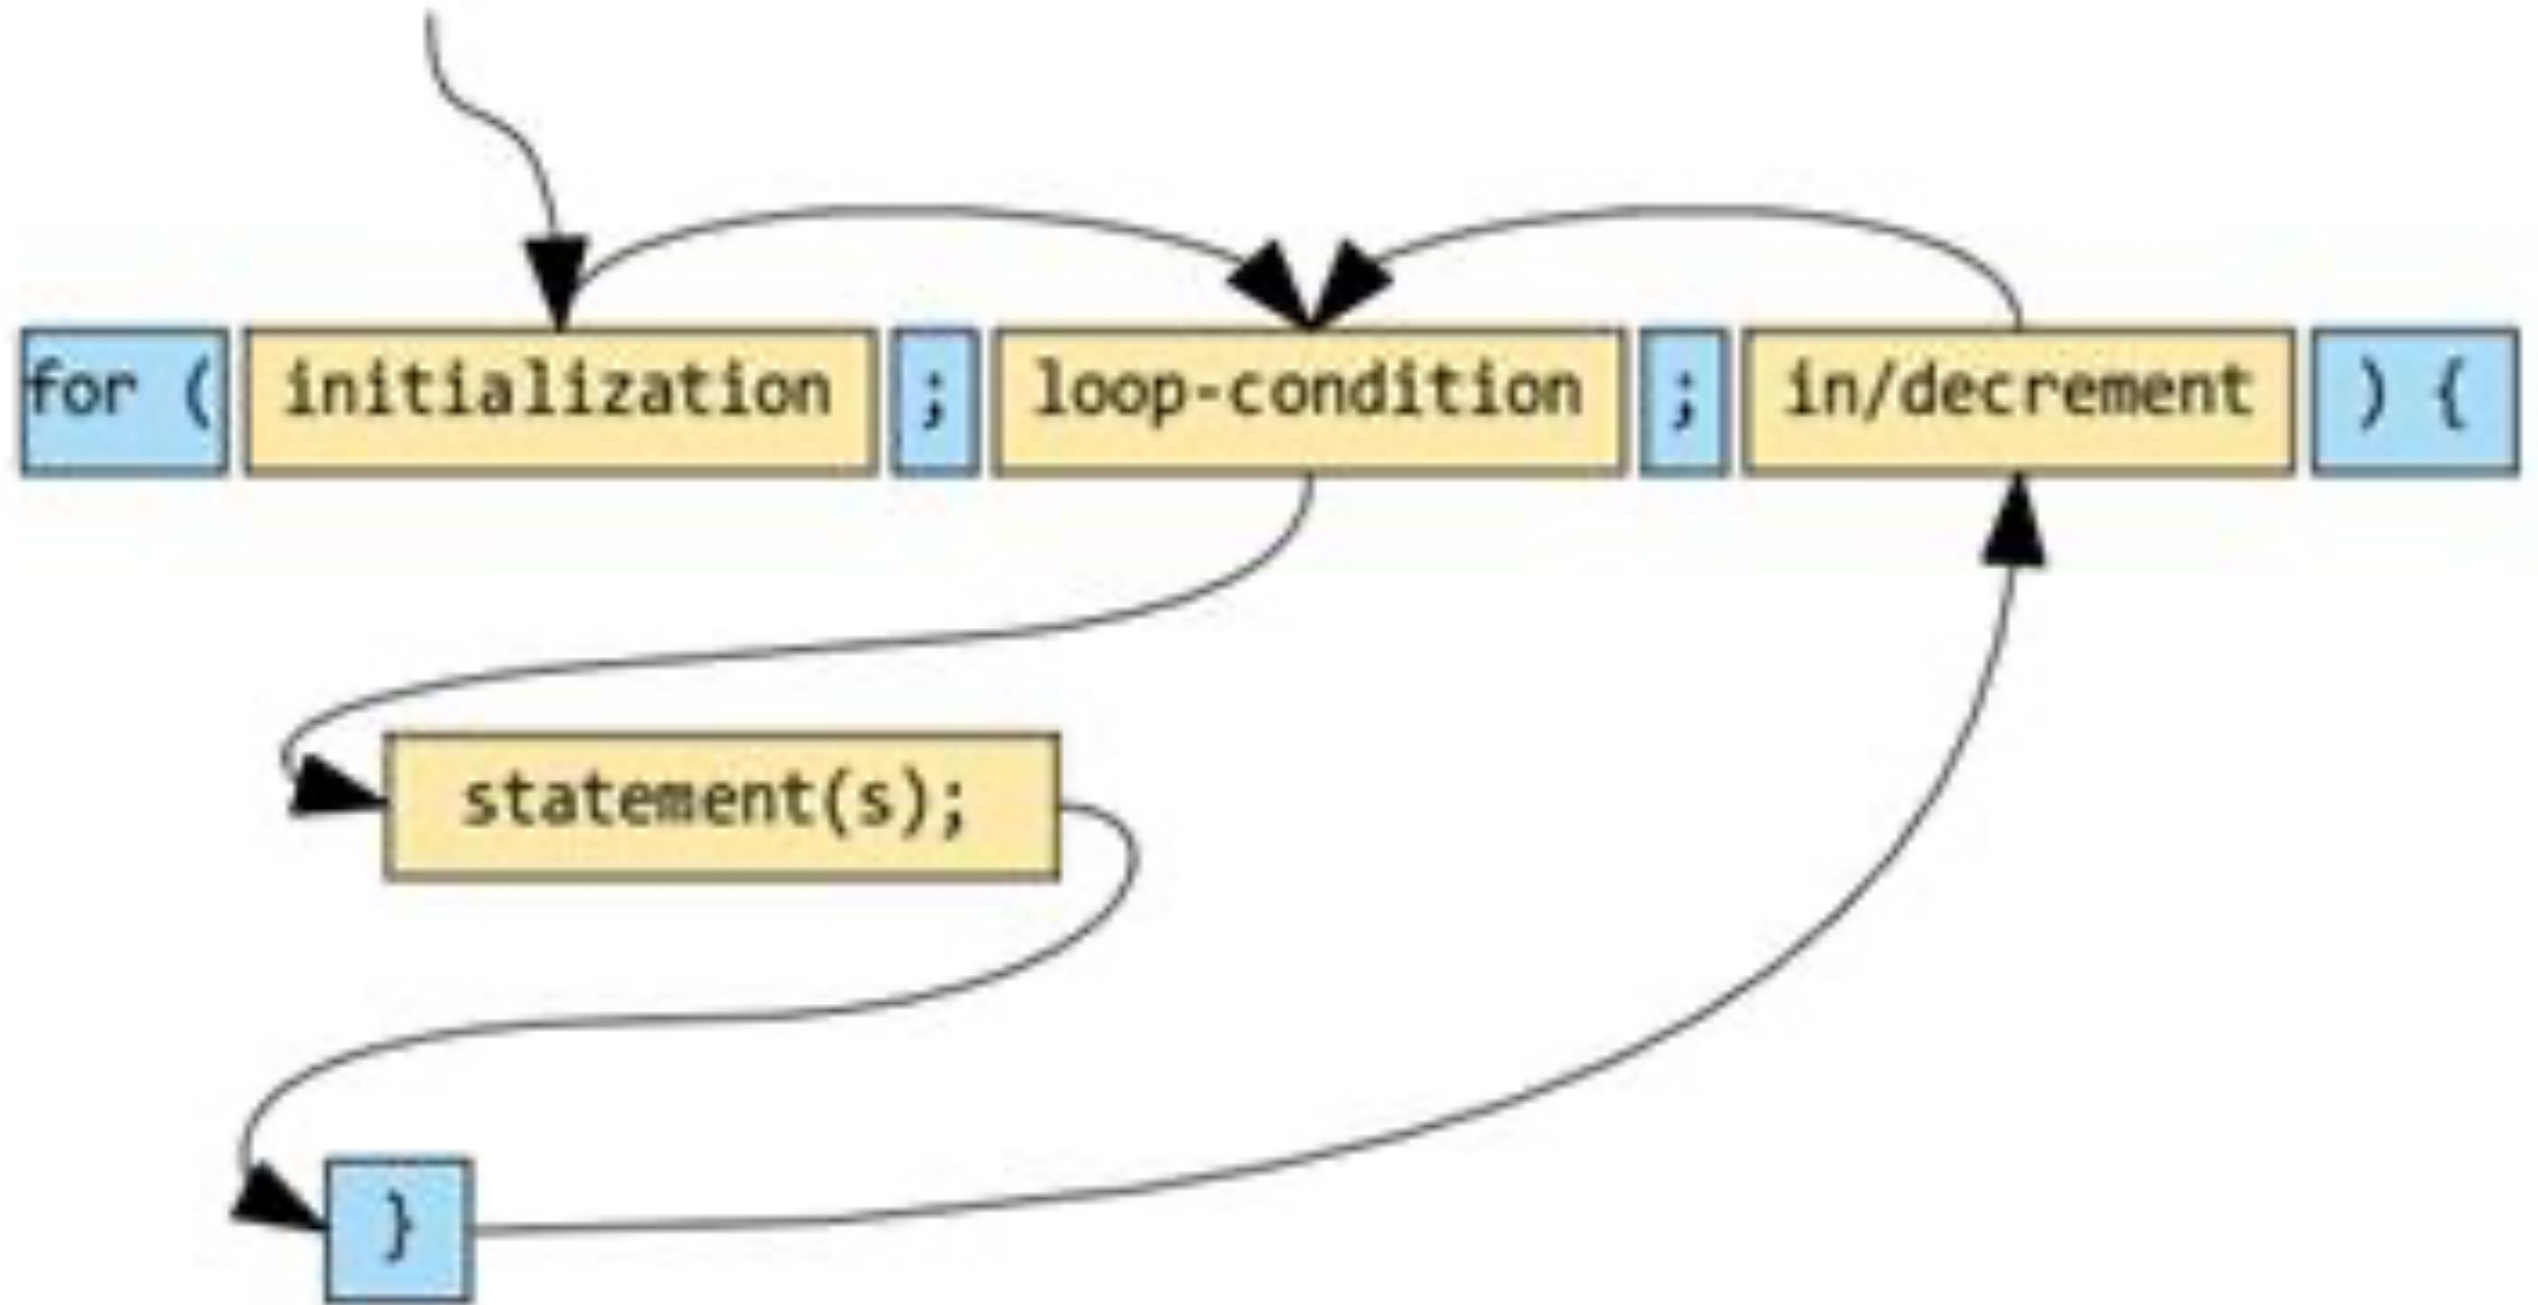 for ( initialization ; loop-condition ; in/decrement ) {
statement(s);
}